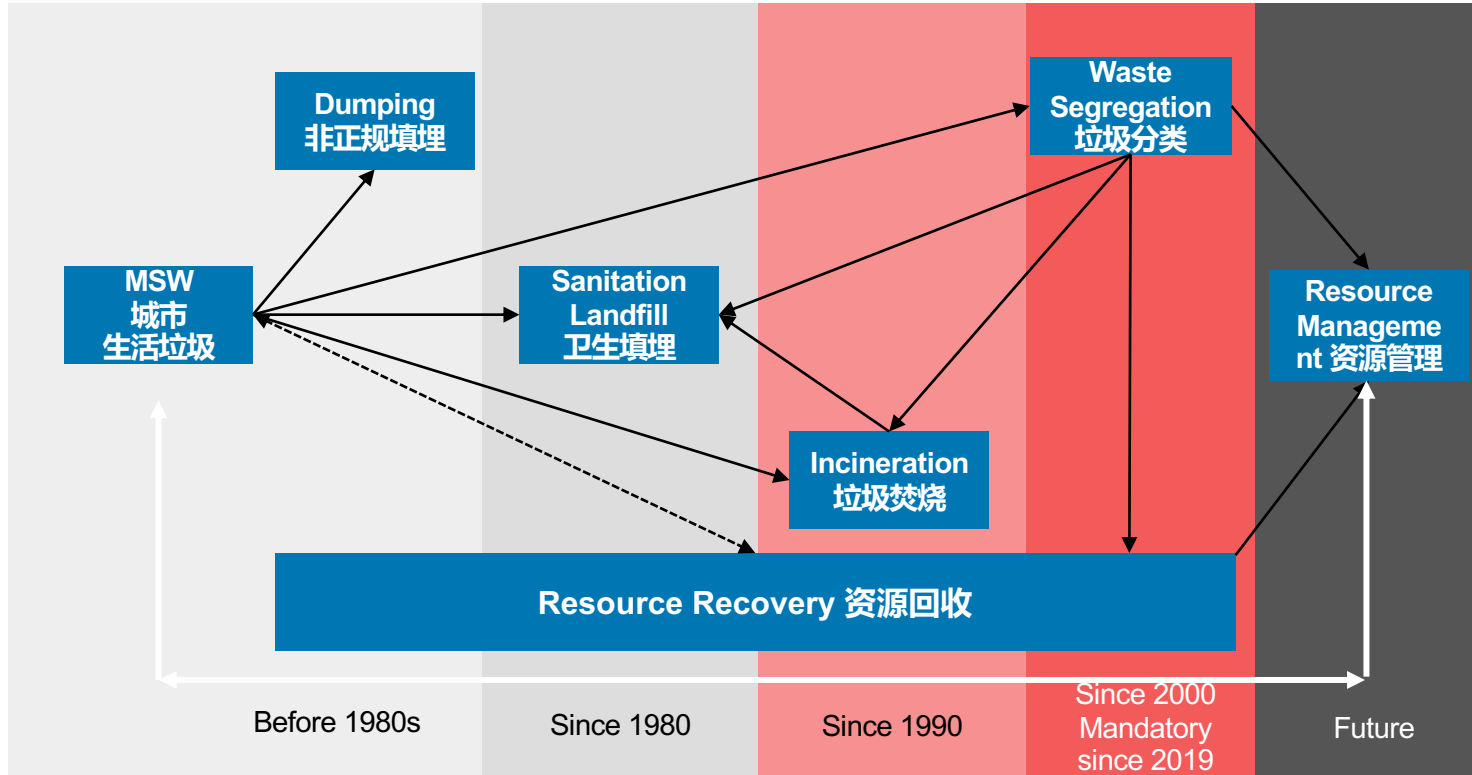 Dumping
非正规填埋
Waste
Segregation
垃圾分类
MSW
城市
生活垃圾
Sanitation
Landfill
卫生填埋
Resource
Manageme
nt 资源管理
Incineration
垃圾焚烧
Resource Recovery 资源回收
Before 1980s
Since 1980
Since 1990
Since 2000
Mandatory
since 2019
Future